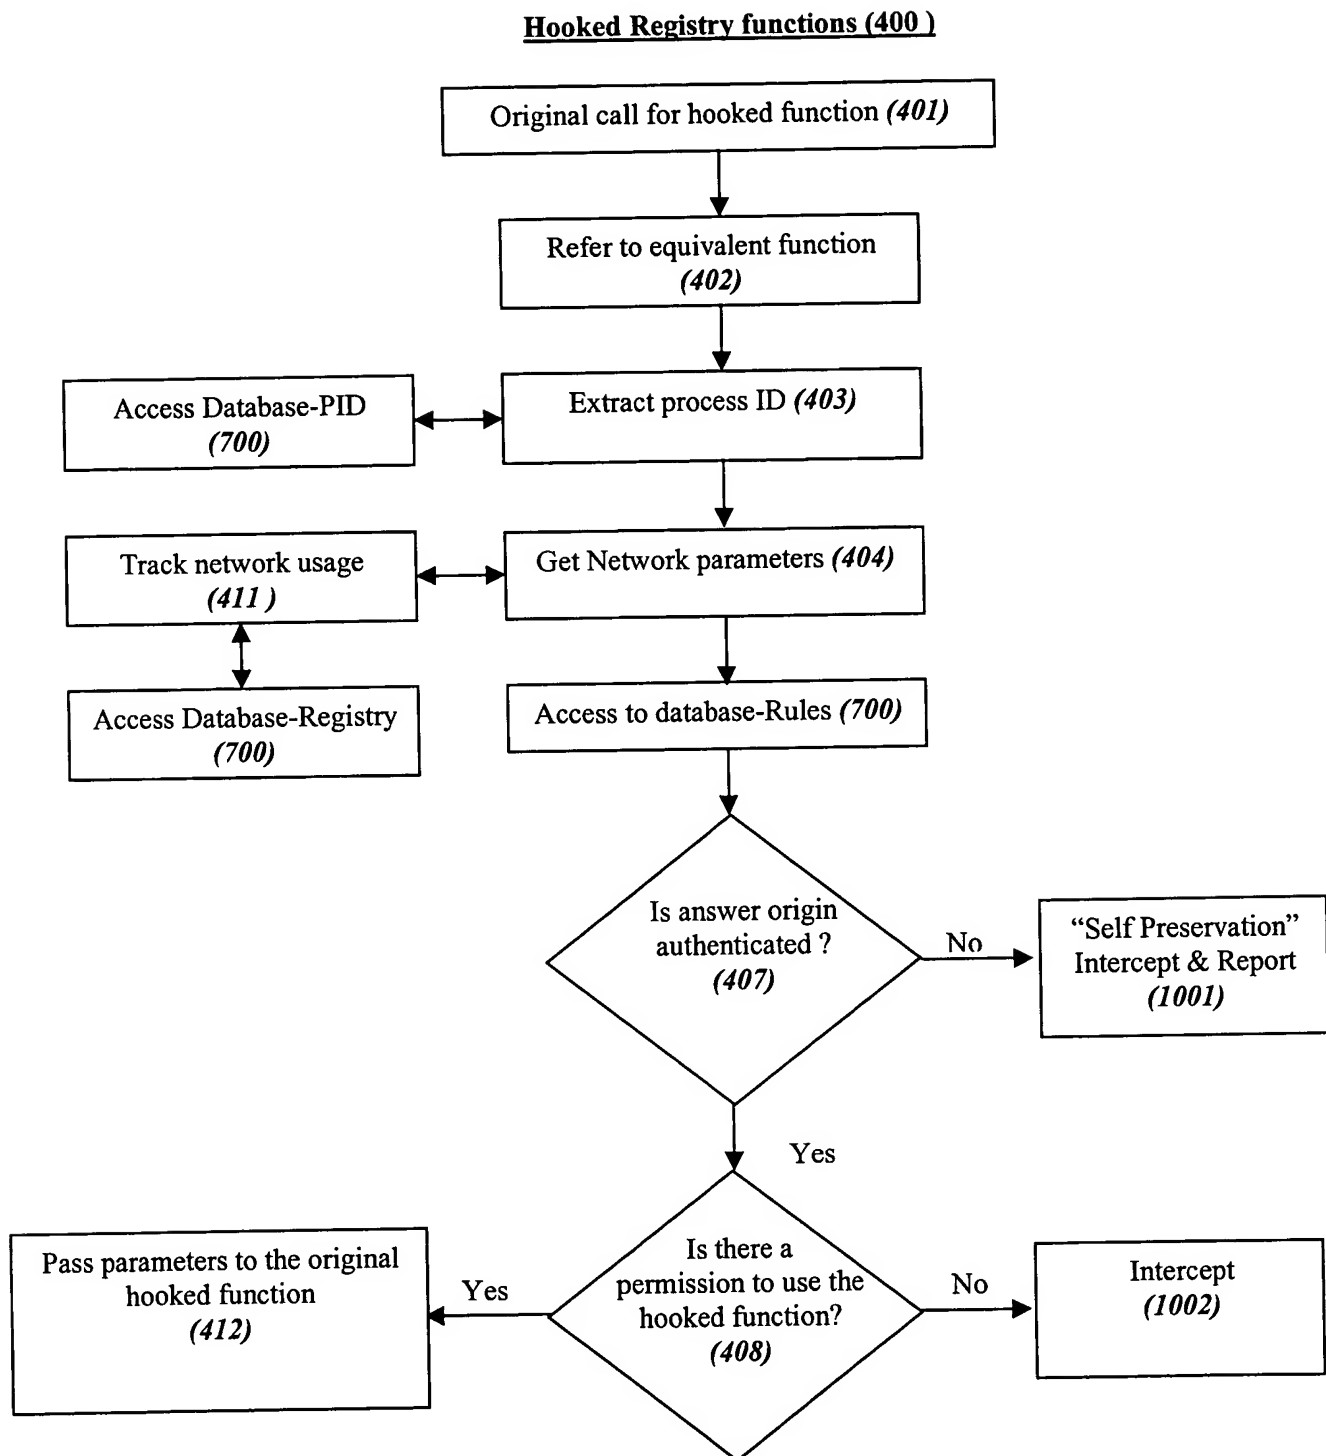 Hooked Registry functions (400 )
Original call for hooked function (401)
Refer to equivalent function
(402)
Access Database-PID
(700)
Extract process ID (403)
Track network usage
(411 )
Get Network parameters (404)
Access Database-Registry
(700)
Access to database-Rules (700)
Is answer origin
authenticated ?
(407)
No
“Self Preservation”
Intercept & Report
(1001)
Yes
Pass parameters to the original
hooked function
(412)
Yes
Is there a
permission to use the
hooked function?
(408)
No
Intercept
(1002)